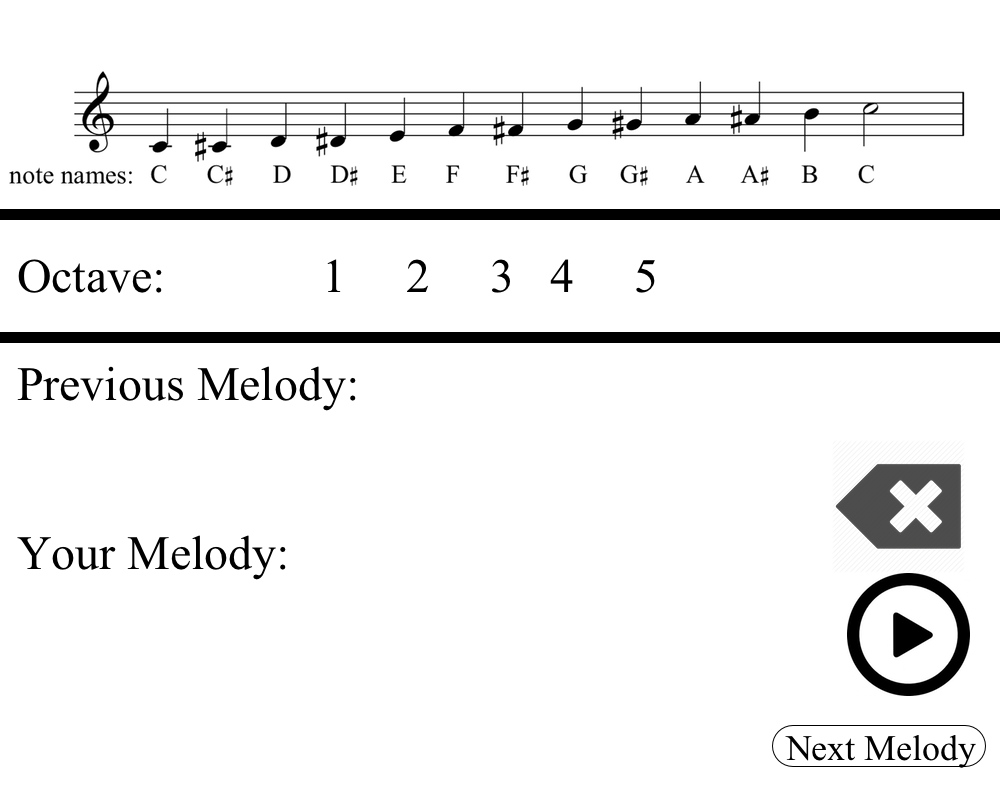 note names: C C♯ D D♯ E F F♯ G G♯ A A♯ B C
Octave: 1 2 3 4 5
Previous Melody:
Your Melody:
Next Melody